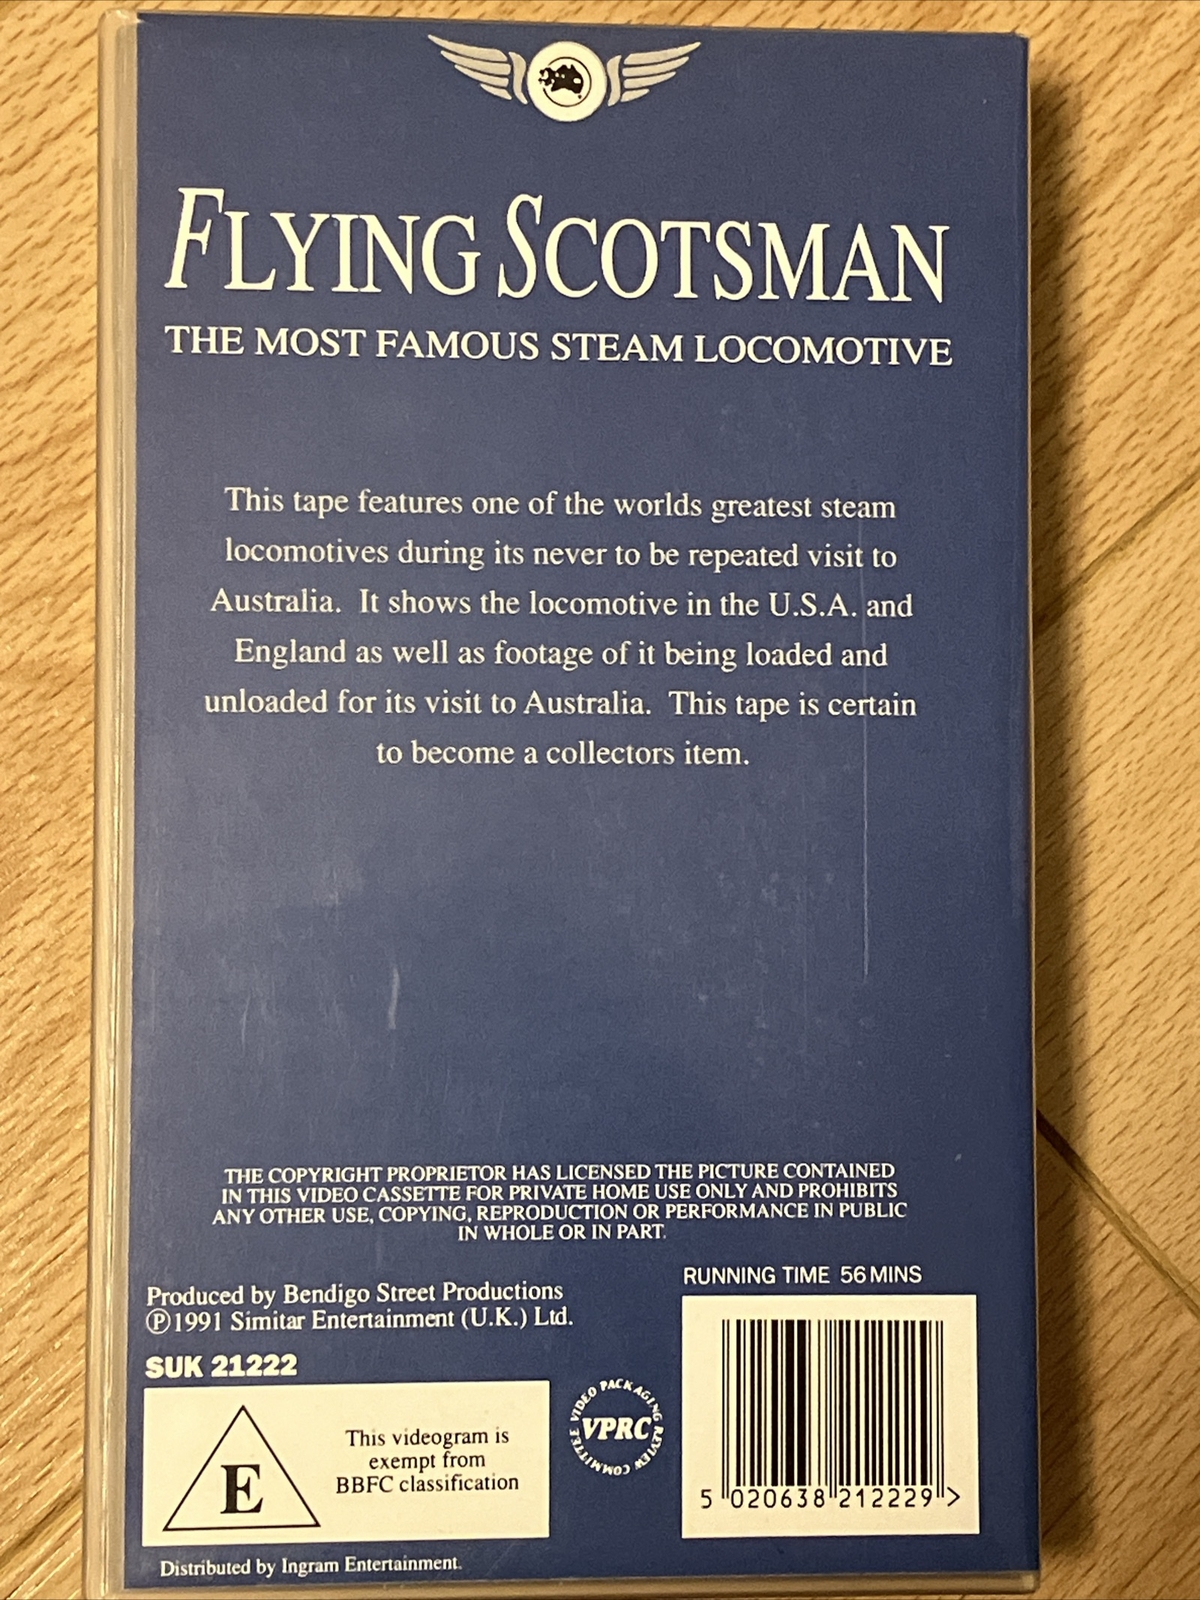 FLYING SCOTSMAN
THE MOST FAMOUS STEAM LOCOMOTIVE
This tape features one of the worlds greatest steam
locomotives during its never to be repeated visit to
Australia. It shows the locomotive in the U.S.A. and
England as well as footage of it being loaded and
unloaded for its visit to Australia. This tape is certain
to become a collectors item.
THE COPYRIGHT PROPRIETOR HAS LICENSED THE PICTURE CONTAINED
IN THIS VIDEO CASSETTE FOR PRIVATE HOME USE ONLY AND PROHIBITS
ANY OTHER USE, COPYING, REPRODUCTION OR PERFORMANCE IN PUBLIC
IN WHOLE OR IN PART.
Produced by Bendigo Street Productions
Ⓟ1991 Simitar Entertainment (U.K.) Ltd.
SUK 21222
E
This videogram is
exempt from
BBFC classification
Distributed by Ingram Entertainment.
VIDEO PACKAGING REVIEW COMMITTEE
VPRC
RUNNING TIME 56 MINS
5 020638 212229 >